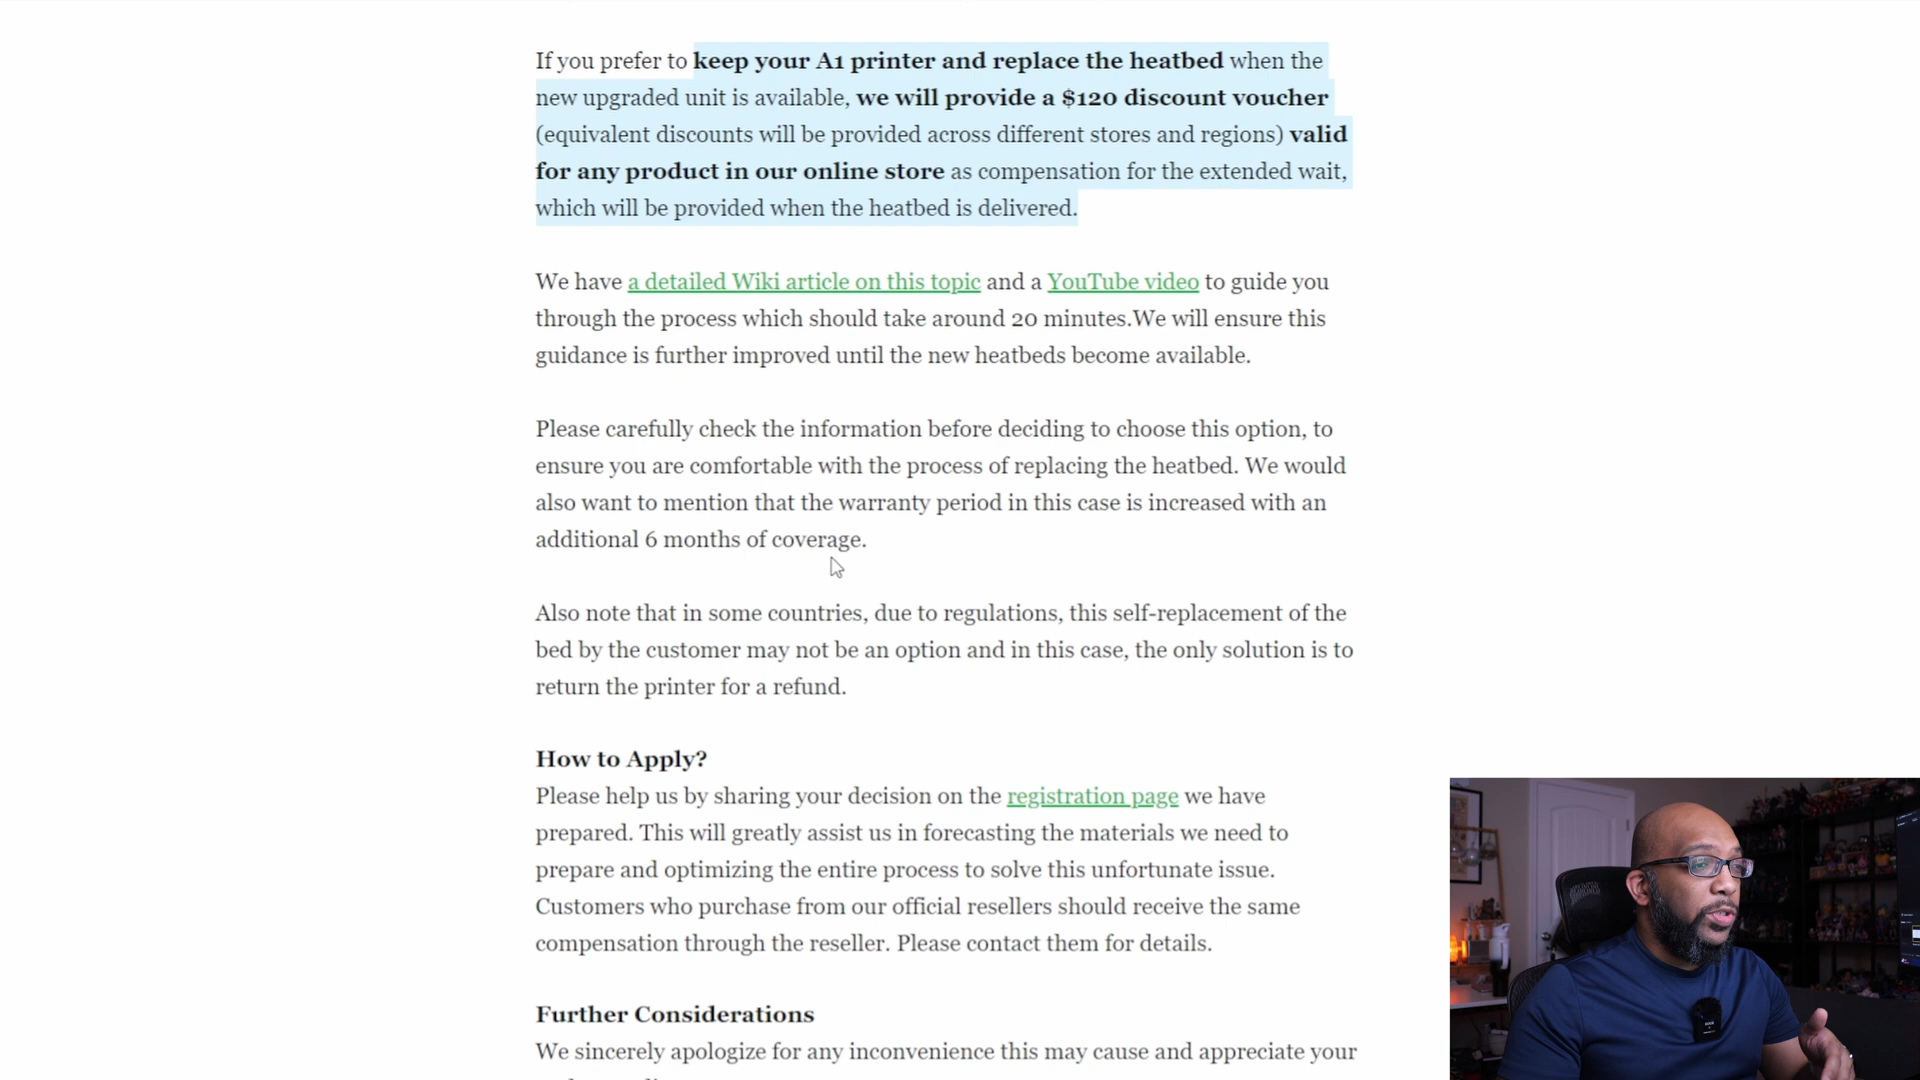 If you prefer to keep your A1 printer and replace the heatbed when the
new upgraded unit is available, we will provide a $120 discount voucher
(equivalent discounts will be provided across different stores and regions) valid
for any product in our online store as compensation for the extended wait,
which will be provided when the heatbed is delivered.
We have a detailed Wiki article on this topic and a YouTube video to guide you
through the process which should take around 20 minutes.We will ensure this
guidance is further improved until the new heatbeds become available.
Please carefully check the information before deciding to choose this option, to
ensure you are comfortable with the process of replacing the heatbed. We would
also want to mention that the warranty period in this case is increased with an
additional 6 months of coverage.
Also note that in some countries, due to regulations, this self-replacement of the
bed by the customer may not be an option and in this case, the only solution is to
return the printer for a refund.
How to Apply?
Please help us by sharing your decision on the registration page we have
prepared. This will greatly assist us in forecasting the materials we need to
prepare and optimizing the entire process to solve this unfortunate issue.
Customers who purchase from our official resellers should receive the same
compensation through the reseller. Please contact them for details.
Further Considerations
We sincerely apologize for any inconvenience this may cause and appreciate your